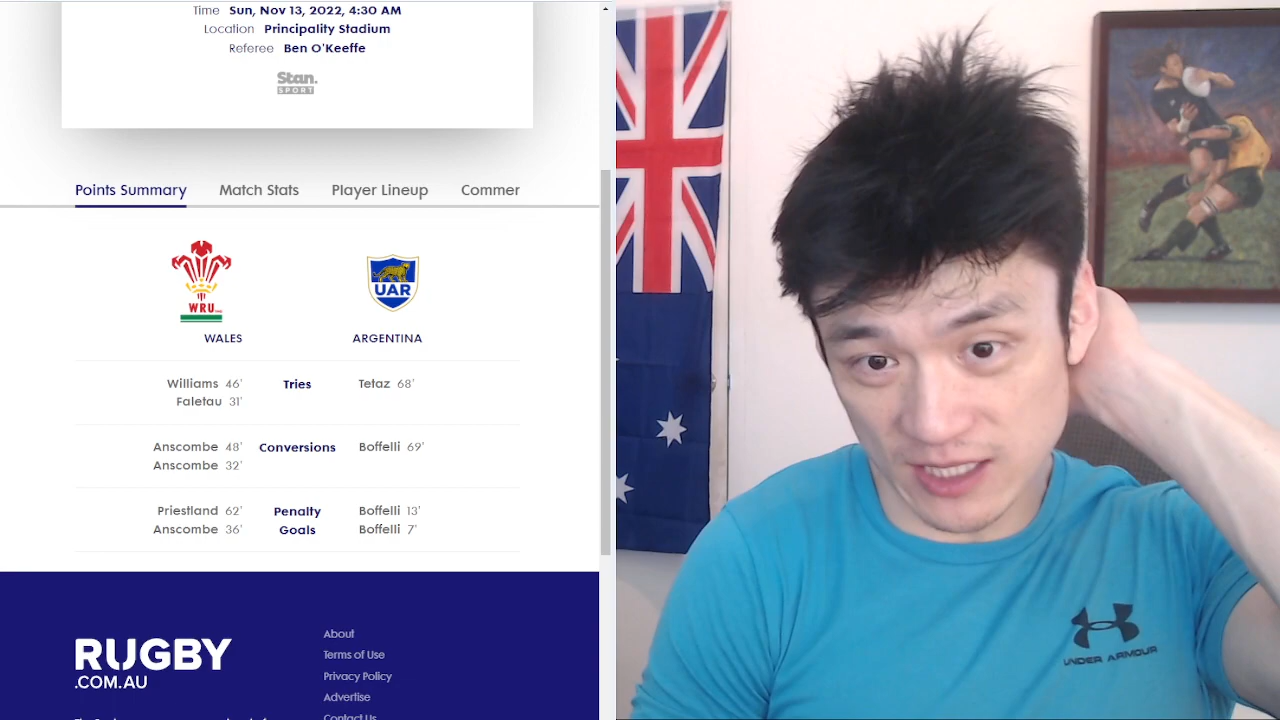 Time Sun, Nov 13, 2022, 4:30 AM
Location Principality Stadium
Referee Ben O'Keeffe
Stan.
SPORT
Points Summary Match Stats Player Lineup Commer
WRU
UAR
WALES ARGENTINA
Williams 46' Tries Tetaz 68'
Faletau 31'
Anscombe 48' Conversions Boffelli 69'
Anscombe 32'
Priestland 62' Penalty Boffelli 13'
Anscombe 36' Goals Boffelli 7'
RUGBY
.COM.AU
About
Terms of Use
Privacy Policy
Advertise
Contact Us
UNDER ARMOUR